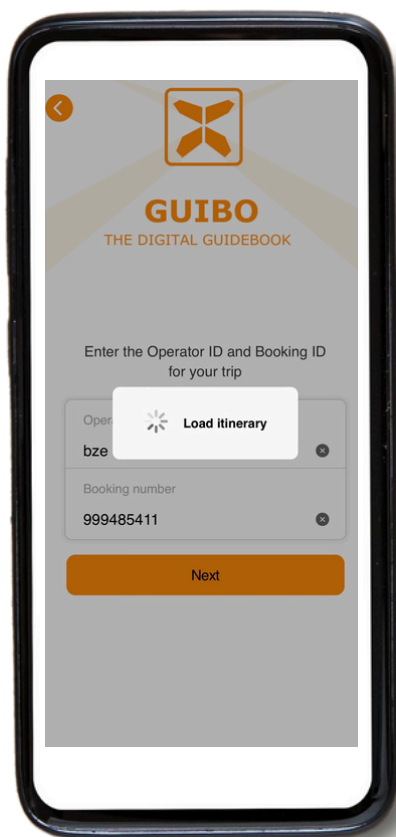 GUIBO
THE DIGITAL GUIDEBOOK
Enter the Operator ID and Booking ID
for your trip
Load itinerary
bze
Booking number
999485411
Next